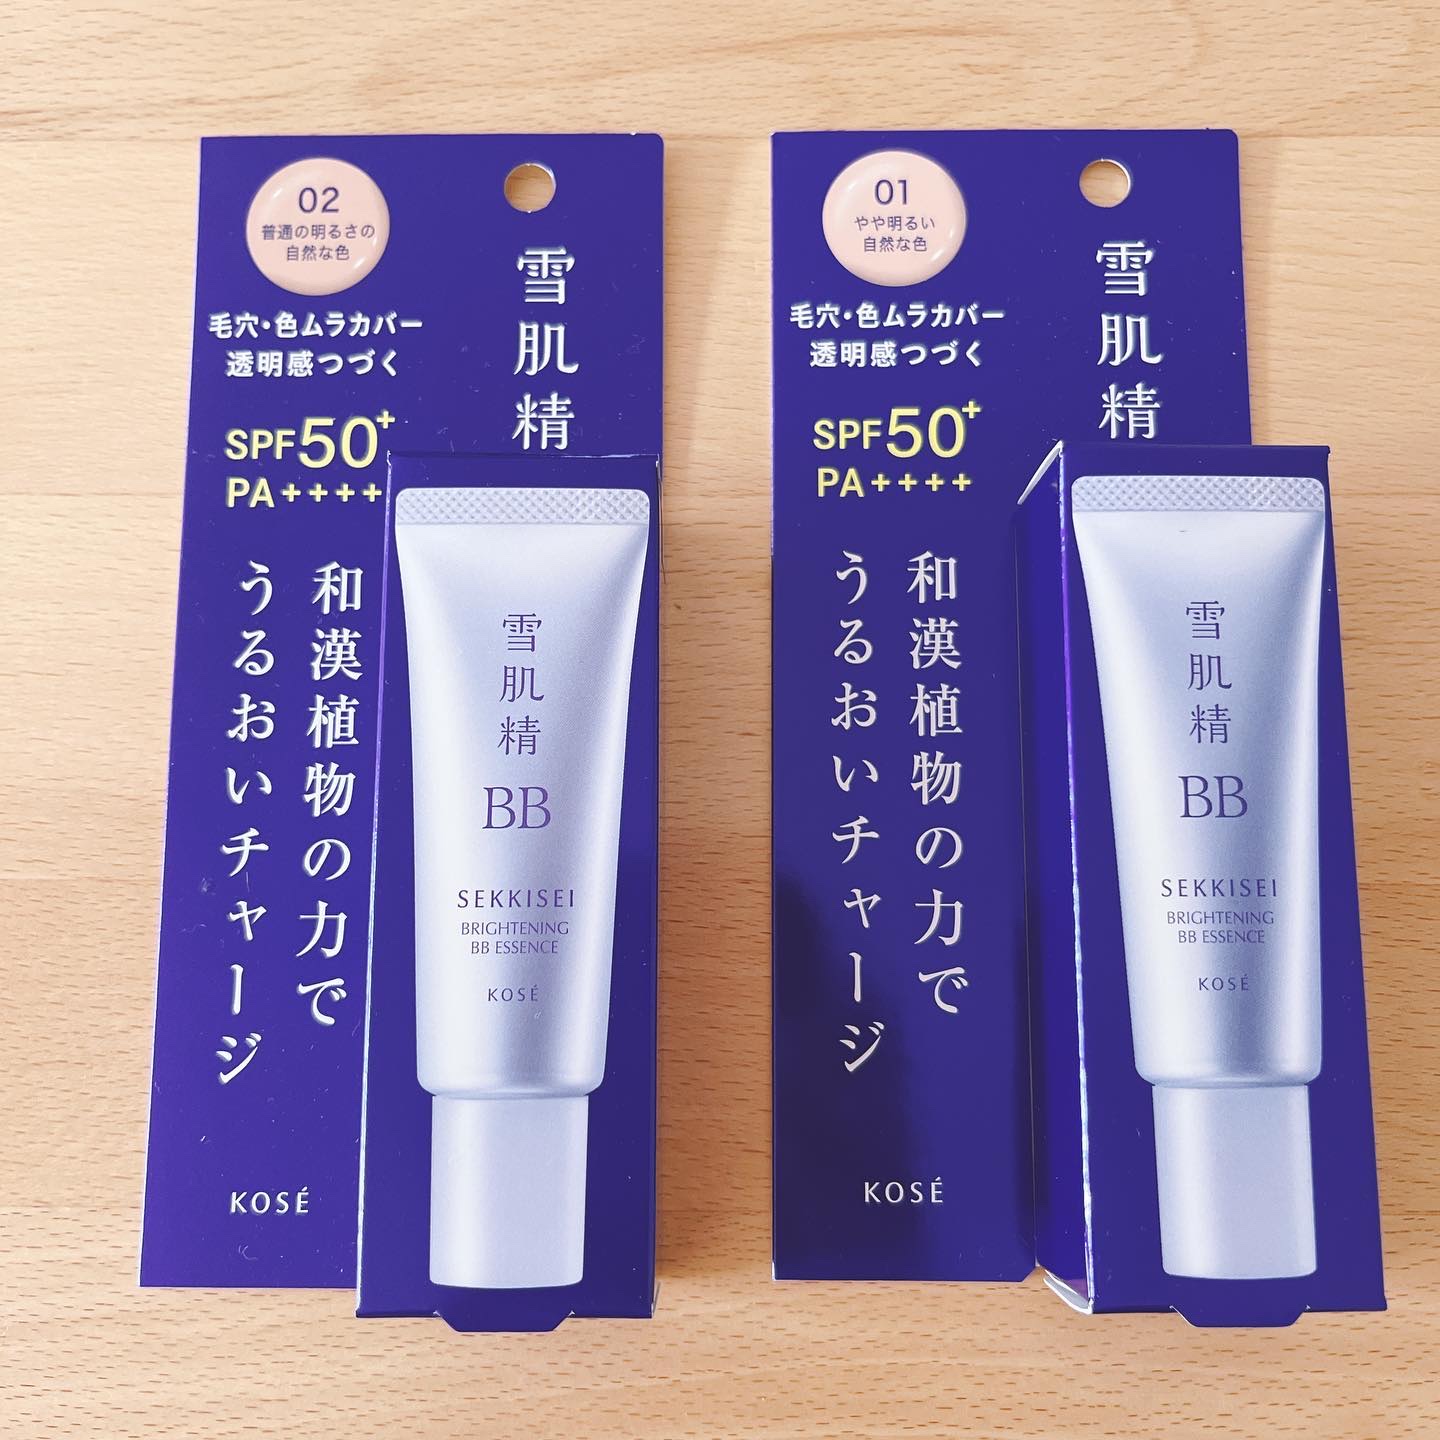 02
普通の明るさの
自然な色
毛穴・色ムラカバー
透明感つづく
SPF50+
PA++++
雪肌精
和漢植物の力で
うるおいチャージ
KOSÉ
雪肌精
BB
SEKKISEI
BRIGHTENING
BB ESSENCE
KOSÉ
01
やや明るい
自然な色
毛穴・色ムラカバー
透明感つづく
SPF50+
PA++++
雪肌精
和漢植物の力で
うるおいチャージ
KOSÉ
雪肌精
BB
SEKKISEI
BRIGHTENING
BB ESSENCE
KOSÉ